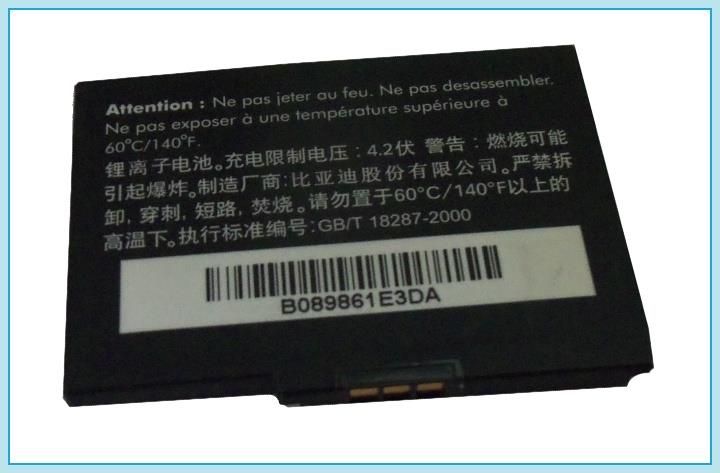 Attention : Ne pas jeter au feu. Ne pas desassembler.
Ne pas exposer à une température supérieure à
60°C/140°F.
锂离子电池。充电限制电压：4.2伏 警告：燃烧可能
引起爆炸。制造厂商：比亚迪股份有限公司。严禁拆
卸，穿刺，短路，焚烧。请勿置于60°C/140°F以上的
高温下。执行标准编号：GB/T 18287-2000
B089861E3DA